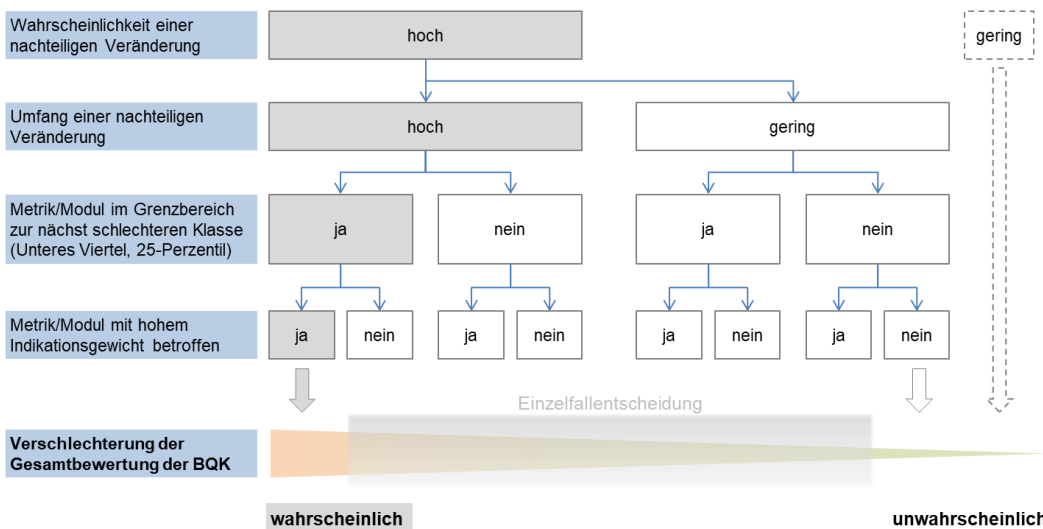 Wahrscheinlichkeit einer
nachteiligen Veränderung
hoch
gering
Umfang einer nachteiligen
Veränderung
hoch
gering
Metrik/Modul im Grenzbereich
zur nächst schlechteren Klasse
(Unteres Viertel, 25-Perzentil)
ja
nein
ja
nein
Metrik/Modul mit hohem
Indikationsgewicht betroffen
ja
nein
ja
nein
ja
nein
ja
nein
Einzelfallentscheidung
Verschlechterung der
Gesamtbewertung der BQK
wahrscheinlich
unwahrscheinlich